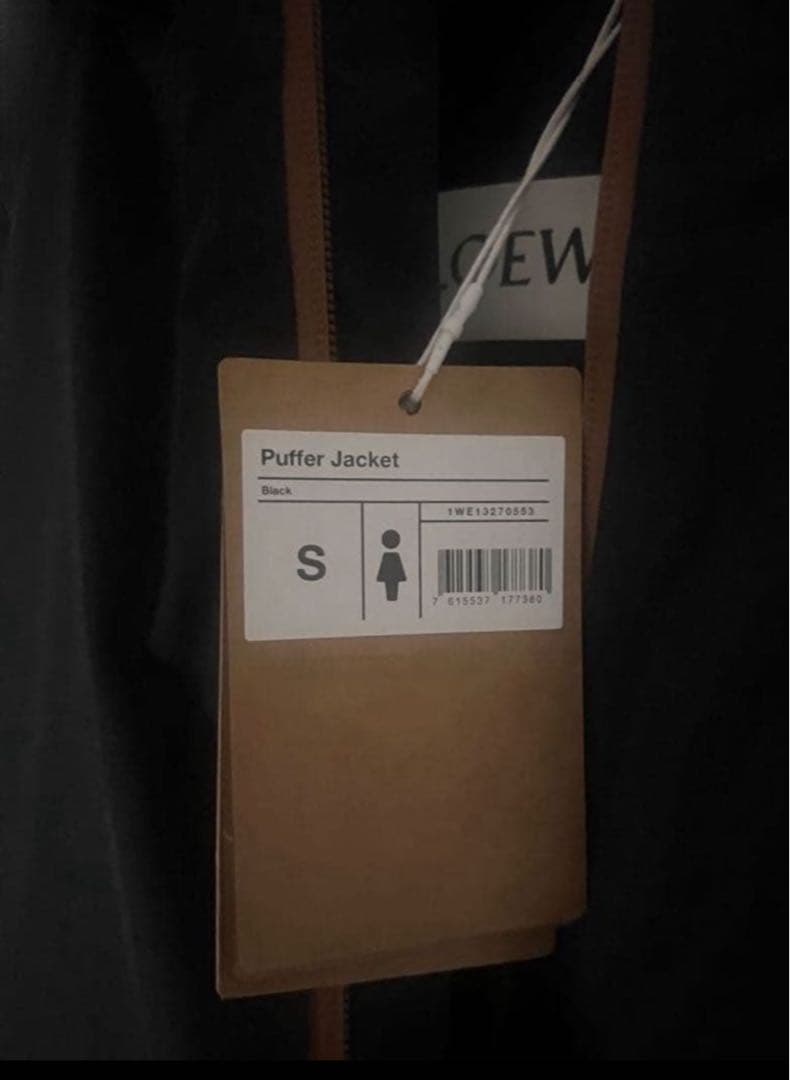 OEW
Puffer Jacket
Black
1WE13270553
S
7 615537 177380